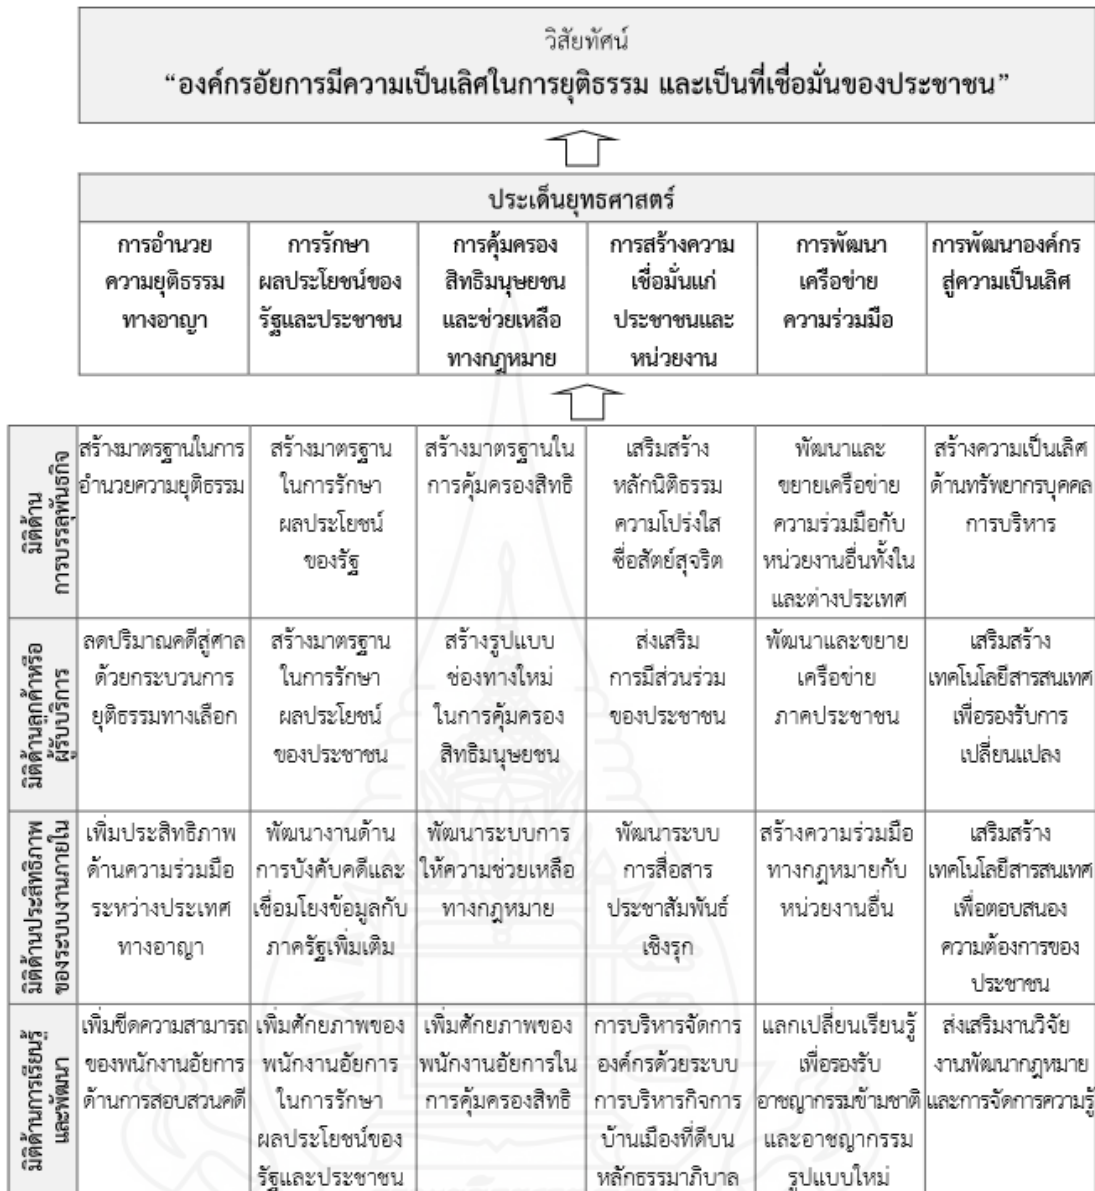 วิสัยทัศน์
“องค์กรอัยการมีความเป็นเลิศในการยุติธรรม และเป็นที่เชื่อมั่นของประชาชน”
ประเด็นยุทธศาสตร์
การอำนวย
ความยุติธรรม
ทางอาญา
การรักษา
ผลประโยชน์ของ
รัฐและประชาชน
การคุ้มครอง
สิทธิมนุษยชน
และช่วยเหลือ
ทางกฎหมาย
การสร้างความ
เชื่อมั่นแก่
ประชาชนและ
หน่วยงาน
การพัฒนา
เครือข่าย
ความร่วมมือ
การพัฒนาองค์กร
สู่ความเป็นเลิศ
มิติด้าน
การบรรลุพันธกิจ
สร้างมาตรฐานในการ
อำนวยความยุติธรรม
สร้างมาตรฐาน
ในการรักษา
ผลประโยชน์
ของรัฐ
สร้างมาตรฐานใน
การคุ้มครองสิทธิ
เสริมสร้าง
หลักนิติธรรม
ความโปร่งใส
ซื่อสัตย์สุจริต
พัฒนาและ
ขยายเครือข่าย
ความร่วมมือกับ
หน่วยงานอื่นทั้งใน
และต่างประเทศ
สร้างความเป็นเลิศ
ด้านทรัพยากรบุคคล
การบริหาร
มิติด้านลูกค้าหรือ
ผู้รับบริการ
ลดปริมาณคดีสู่ศาล
ด้วยกระบวนการ
ยุติธรรมทางเลือก
สร้างมาตรฐาน
ในการรักษา
ผลประโยชน์
ของประชาชน
สร้างรูปแบบ
ช่องทางใหม่
ในการคุ้มครอง
สิทธิมนุษยชน
ส่งเสริม
การมีส่วนร่วม
ของประชาชน
พัฒนาและขยาย
เครือข่าย
ภาคประชาชน
เสริมสร้าง
เทคโนโลยีสารสนเทศ
เพื่อรองรับการ
เปลี่ยนแปลง
มิติด้านประสิทธิภาพ
ของระบบงานภายใน
เพิ่มประสิทธิภาพ
ด้านความร่วมมือ
ระหว่างประเทศ
ทางอาญา
พัฒนางานด้าน
การบังคับคดีและ
เชื่อมโยงข้อมูลกับ
ภาครัฐเพิ่มเติม
พัฒนาระบบการ
ให้ความช่วยเหลือ
ทางกฎหมาย
พัฒนาระบบ
การสื่อสาร
ประชาสัมพันธ์
เชิงรุก
สร้างความร่วมมือ
ทางกฎหมายกับ
หน่วยงานอื่น
เสริมสร้าง
เทคโนโลยีสารสนเทศ
เพื่อตอบสนอง
ความต้องการของ
ประชาชน
มิติด้านการเรียนรู้
และพัฒนา
เพิ่มขีดความสามารถ
ของพนักงานอัยการ
ด้านการสอบสวนคดี
เพิ่มศักยภาพของ
พนักงานอัยการ
ในการรักษา
ผลประโยชน์ของ
รัฐและประชาชน
เพิ่มศักยภาพของ
พนักงานอัยการใน
การคุ้มครองสิทธิ
การบริหารจัดการ
องค์กรด้วยระบบ
การบริหารกิจการ
บ้านเมืองที่ดีบน
หลักธรรมาภิบาล
แลกเปลี่ยนเรียนรู้
เพื่อรองรับ
อาชญากรรมข้ามชาติ
และอาชญากรรม
รูปแบบใหม่
ส่งเสริมงานวิจัย
งานพัฒนากฎหมาย
และการจัดการความรู้